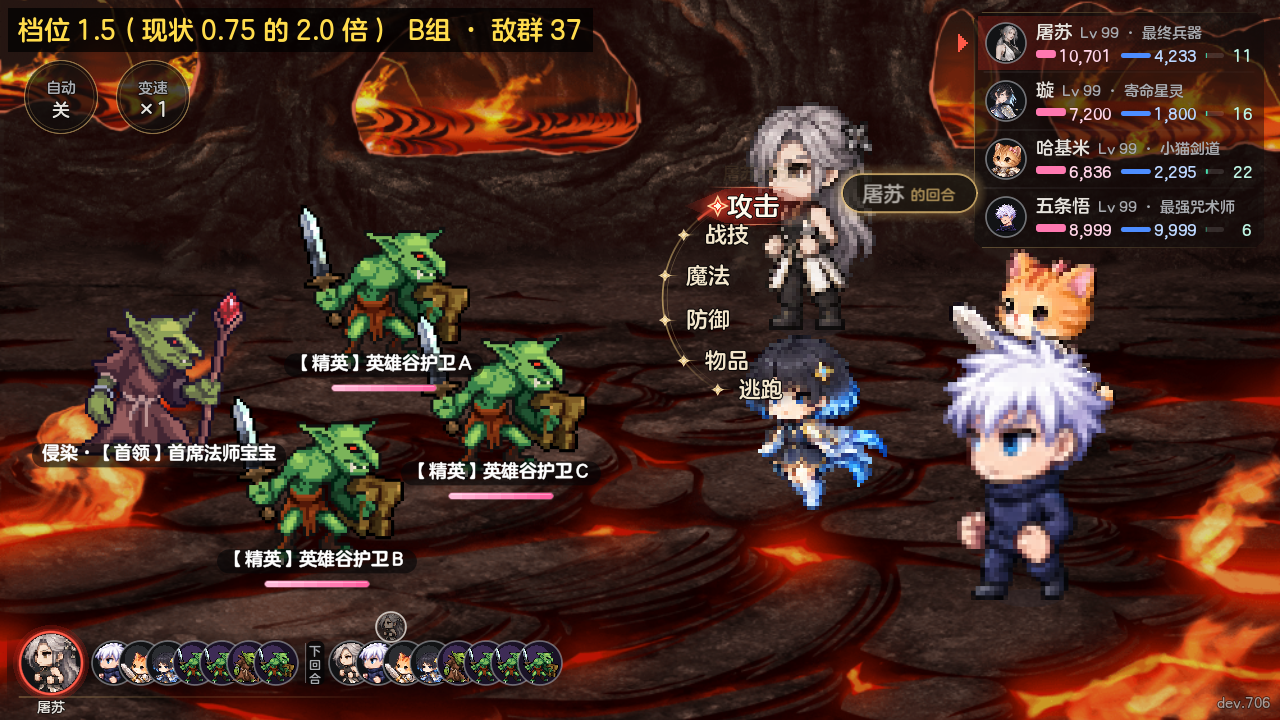 档位 1.5（现状 0.75 的 2.0 倍） B组 · 敌群 37
自动
关
变速
×1
屠苏 Lv 99 · 最终兵器
10,701 4,233 11
璇 Lv 99 · 寄命星灵
7,200 1,800 16
哈基米 Lv 99 · 小猫剑道
6,836 2,295 22
五条悟 Lv 99 · 最强咒术师
8,999 9,999 6
屠苏 的回合
攻击
战技
魔法
防御
物品
逃跑
【精英】英雄谷护卫A
侵染·【首领】首席法师宝宝
【精英】英雄谷护卫C
【精英】英雄谷护卫B
下回合
屠苏
dev.706